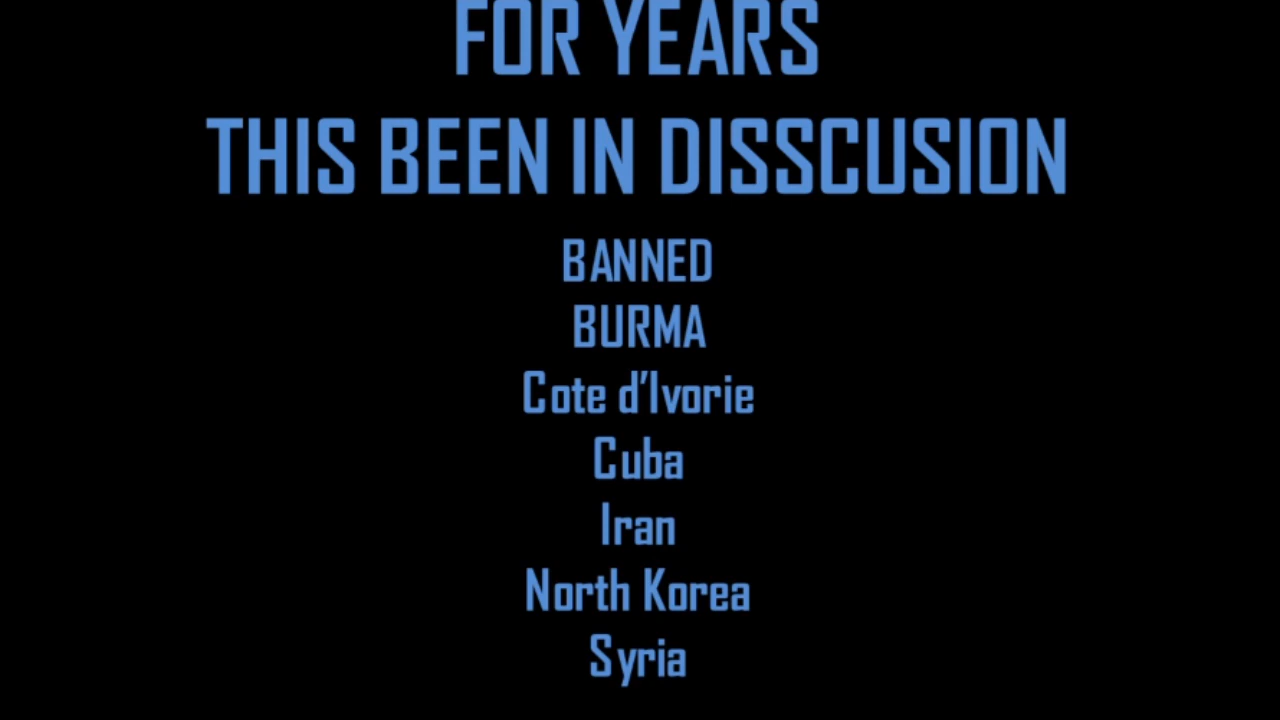 FOR YEARS
THIS BEEN IN DISSCUSION
BANNED
BURMA
Cote d'Ivorie
Cuba
Iran
North Korea
Syria